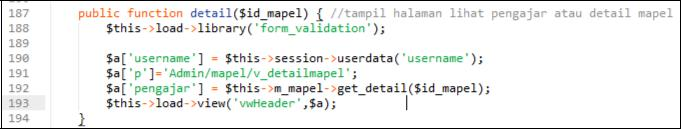 187 public function detail($id_mapel) { //tampil halaman lihat pengajar atau detail mapel
188 $this->load->library('form_validation');
189
190 $a['username'] = $this->session->userdata('username');
191 $a['p']='Admin/mapel/v_detailmapel';
192 $a['pengajar'] = $this->m_mapel->get_detail($id_mapel);
193 $this->load->view('vwHeader',$a);
194 }